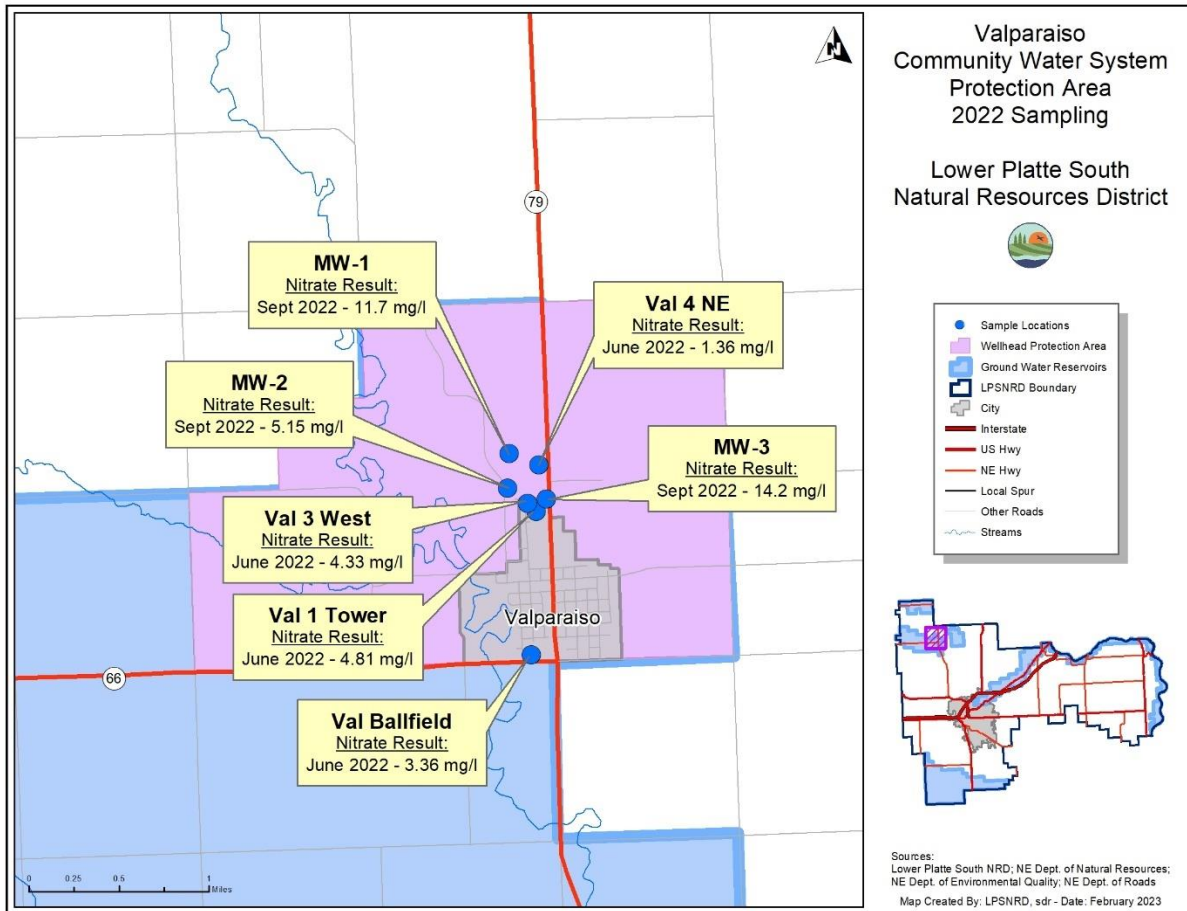 Valparaiso
Community Water System
Protection Area
2022 Sampling
Lower Platte South
Natural Resources District
N
79
MW-1
Nitrate Result:
Sept 2022 - 11.7 mg/l
Val 4 NE
Nitrate Result:
June 2022 - 1.36 mg/l
MW-2
Nitrate Result:
Sept 2022 - 5.15 mg/l
MW-3
Nitrate Result:
Sept 2022 - 14.2 mg/l
Val 3 West
Nitrate Result:
June 2022 - 4.33 mg/l
Val 1 Tower
Nitrate Result:
June 2022 - 4.81 mg/l
Valparaiso
66
Val Ballfield
Nitrate Result:
June 2022 - 3.36 mg/l
0 0.25 0.5 1
Miles
Sample Locations
Wellhead Protection Area
Ground Water Reservoirs
LPSNRD Boundary
City
Interstate
US Hwy
NE Hwy
Local Spur
Other Roads
Streams
Sources:
Lower Platte South NRD; NE Dept. of Natural Resources;
NE Dept. of Environmental Quality; NE Dept. of Roads
Map Created By: LPSNRD, sdr - Date: February 2023